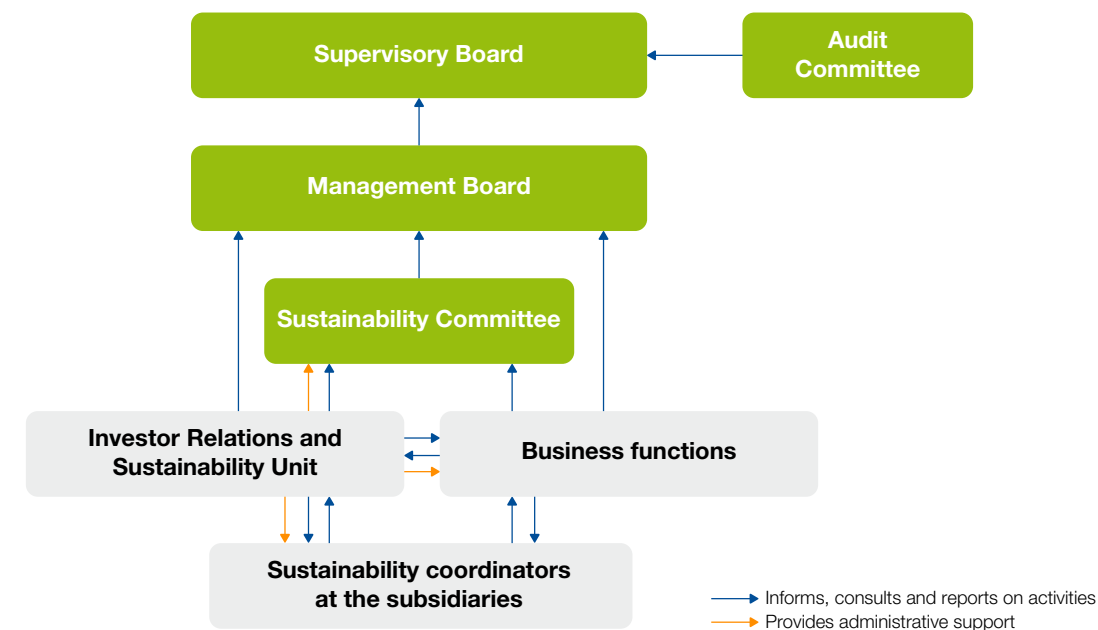 Supervisory Board
Audit
Committee
Management Board
Sustainability Committee
Investor Relations and
Sustainability Unit
Business functions
Sustainability coordinators
at the subsidiaries
Informs, consults and reports on activities
Provides administrative support